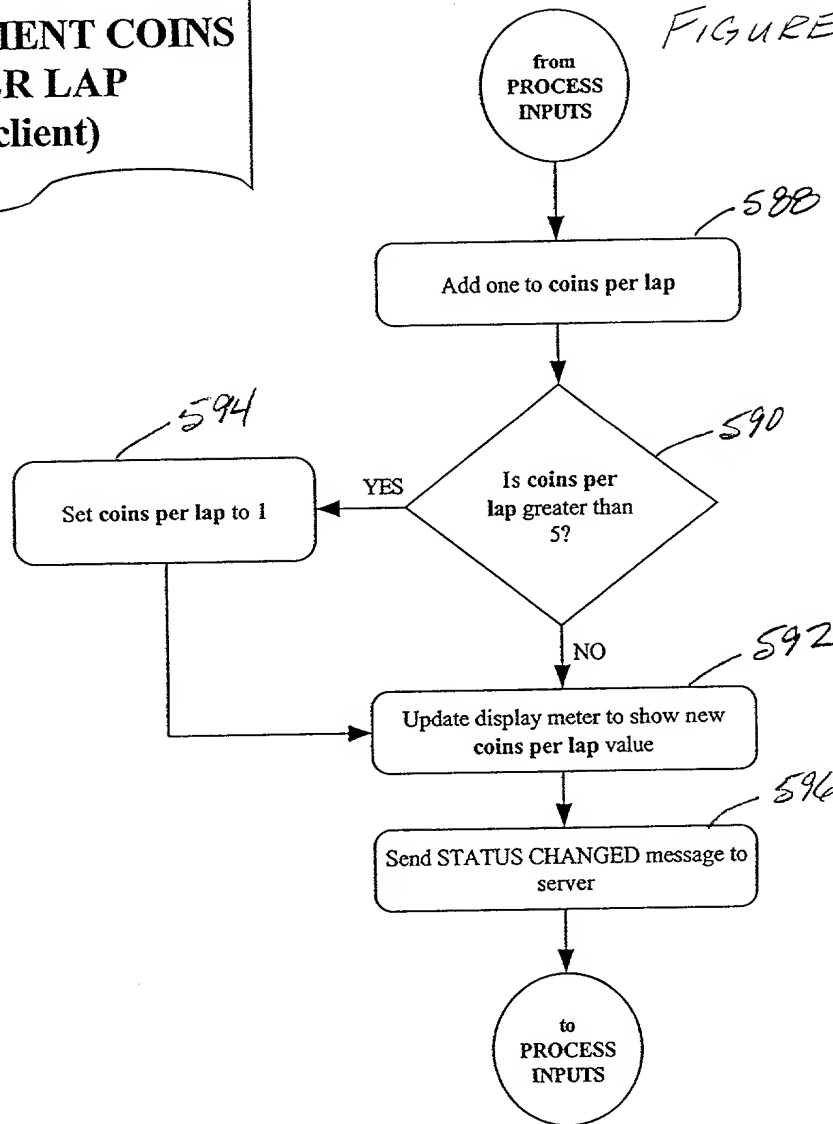 COINS
LAP
FIGURE
from
PROCESS
INPUTS
588
Add one to coins per lap
590
Is coins per
lap greater than
5?
YES
594
Set coins per lap to 1
NO
592
Update display meter to show new
coins per lap value
596
Send STATUS CHANGED message to
server
to
PROCESS
INPUTS